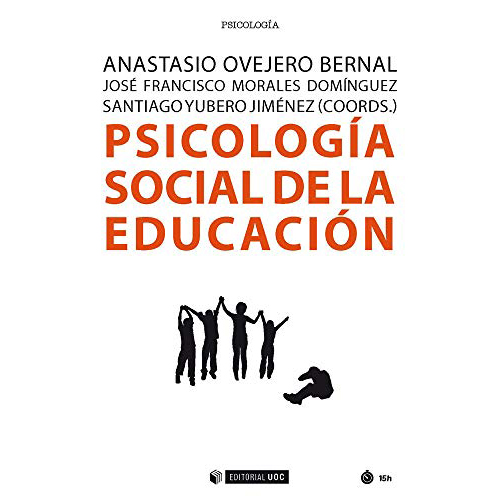 PSICOLOGÍA
ANASTASIO OVEJERO BERNAL
JOSÉ FRANCISCO MORALES DOMÍNGUEZ
SANTIAGO YUBERO JIMÉNEZ (COORDS.)
PSICOLOGÍA
SOCIAL DE LA
EDUCACIÓN
EDITORIAL UOC
15h